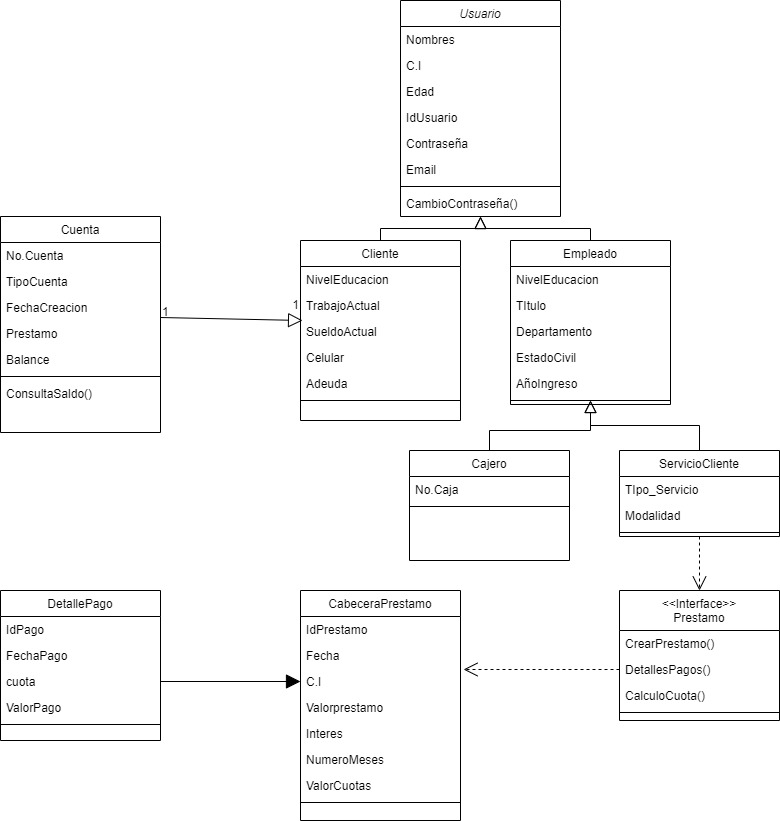 Usuario
Nombres
C.I
Edad
IdUsuario
Contraseña
Email
CambioContraseña()
Cuenta
No.Cuenta
TipoCuenta
FechaCreacion
Prestamo
Balance
ConsultaSaldo()
1
1
Cliente
NivelEducacion
TrabajoActual
SueldoActual
Celular
Adeuda
Empleado
NivelEducacion
TItulo
Departamento
EstadoCivil
AñoIngreso
Cajero
No.Caja
ServicioCliente
TIpo_Servicio
Modalidad
DetallePago
IdPago
FechaPago
cuota
ValorPago
CabeceraPrestamo
IdPrestamo
Fecha
C.I
Valorprestamo
Interes
NumeroMeses
ValorCuotas
<<Interface>>
Prestamo
CrearPrestamo()
DetallesPagos()
CalculoCuota()